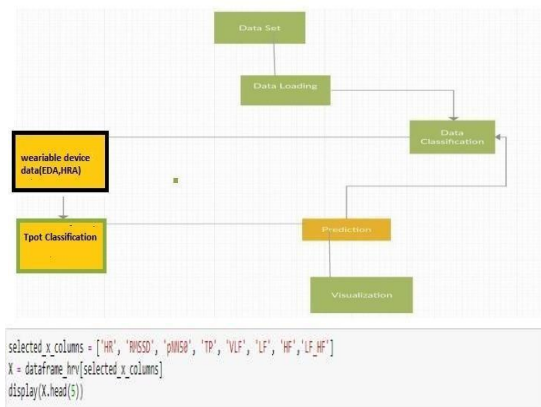 Data Set
Data Loading
Data
Classification
weariable device
data(EDA,HRA)
Tpot Classification
Prediction
Visualization
selected_x_columns = ['HR', 'RMSSD', 'pNN50', 'TP', 'VLF', 'LF', 'HF','LF_HF']
X = dataframe_hrv[selected_x_columns]
display(X.head(5))